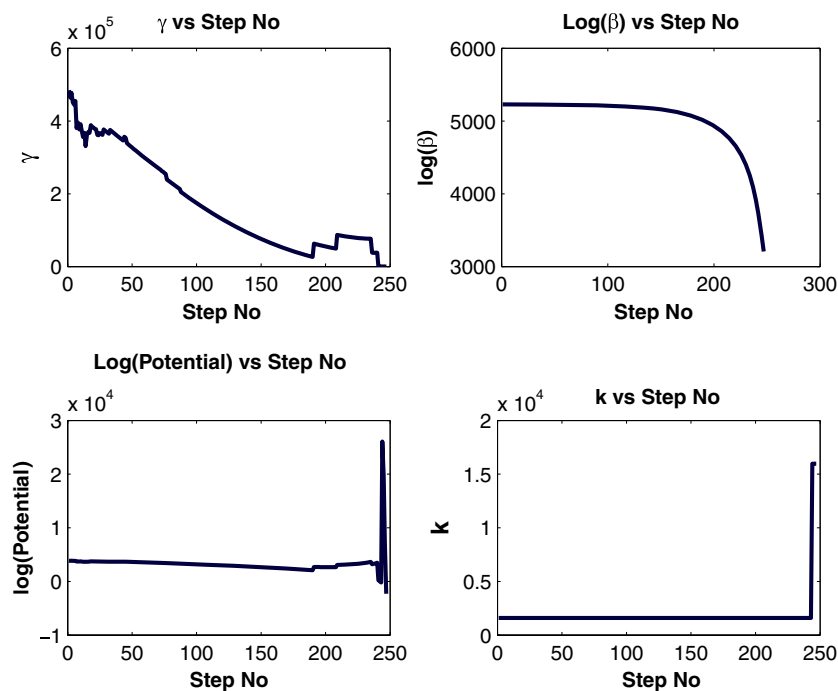 γ vs Step No
x 10^5
6
4
2
0
γ
0 50 100 150 200 250
Step No
Log(β) vs Step No
6000
5000
4000
3000
log(β)
0 100 200 300
Step No
Log(Potential) vs Step No
x 10^4
3
2
1
0
−1
log(Potential)
0 50 100 150 200 250
Step No
k vs Step No
x 10^4
2
1.5
1
0.5
0
k
0 50 100 150 200 250
Step No